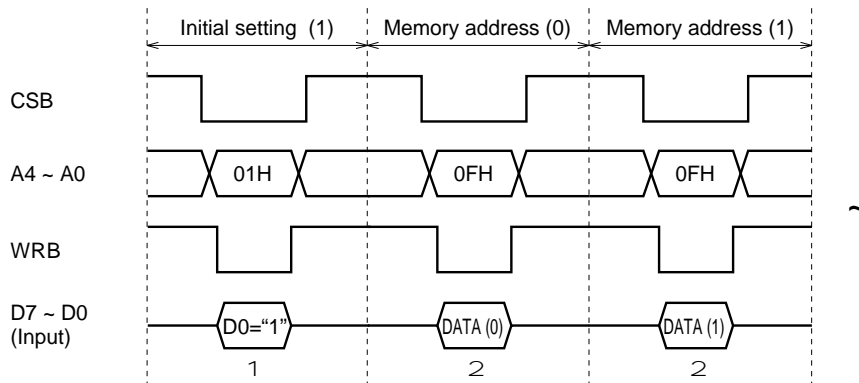 Initial setting (1) Memory address (0) Memory address (1)
CSB
A4 ~ A0 01H 0FH 0FH
~
WRB
D7 ~ D0
(Input) D0="1" DATA (0) DATA (1)
1 2 2